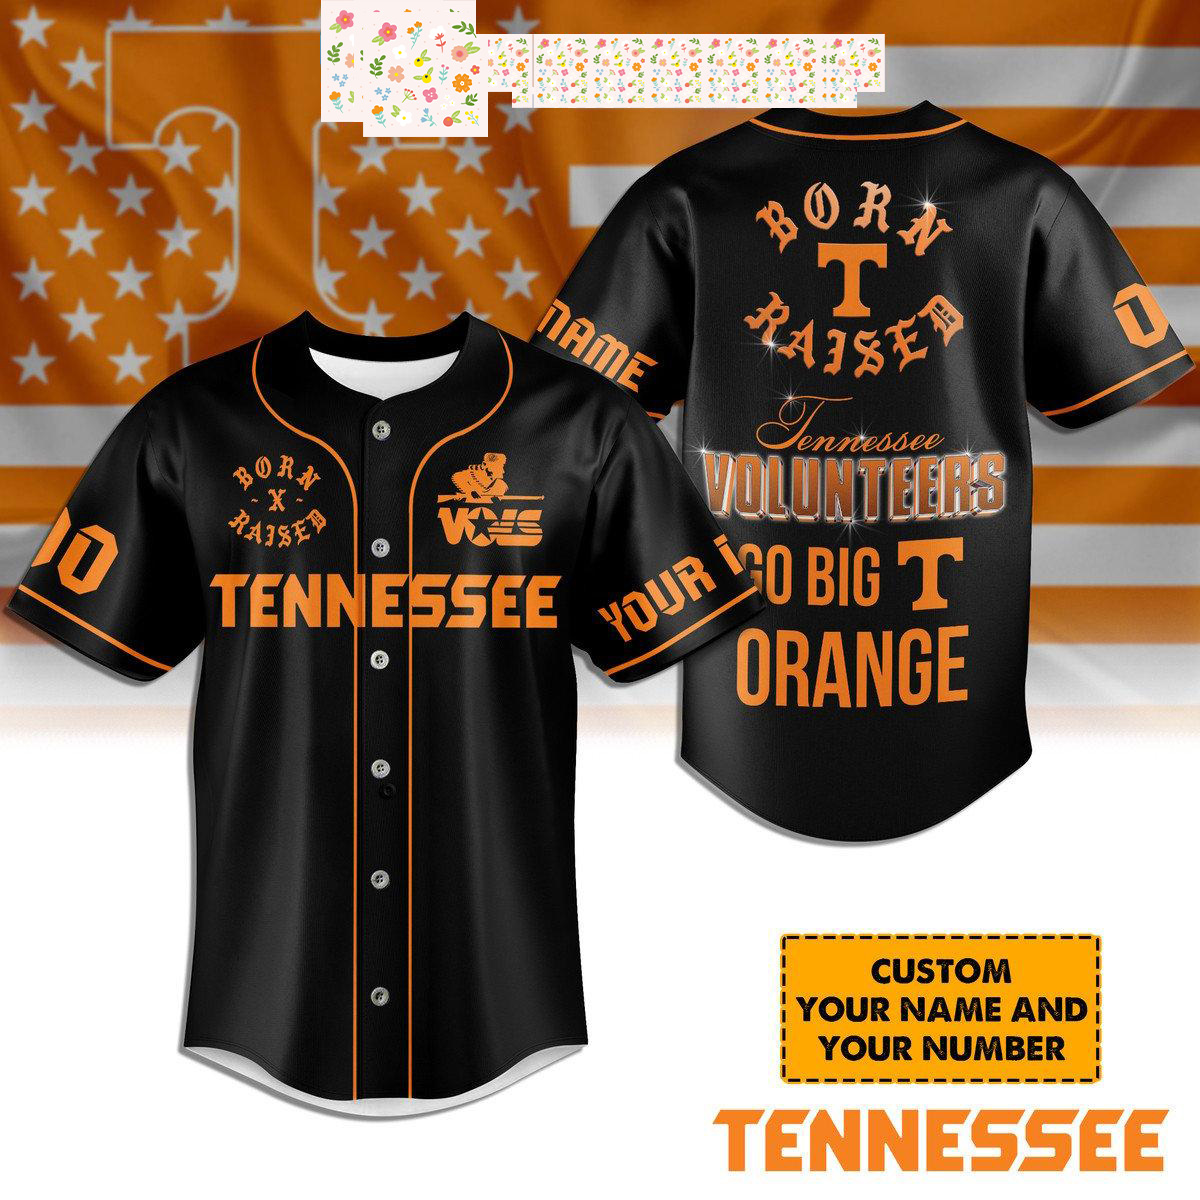 BORN
-X-
RAISED
VOLS
TENNESSEE
00
YOUR
NAME
BORN
T
RAISED
0
Tennessee
VOLUNTEERS
GO BIG T
ORANGE
CUSTOM
YOUR NAME AND
YOUR NUMBER
TENNESSEE